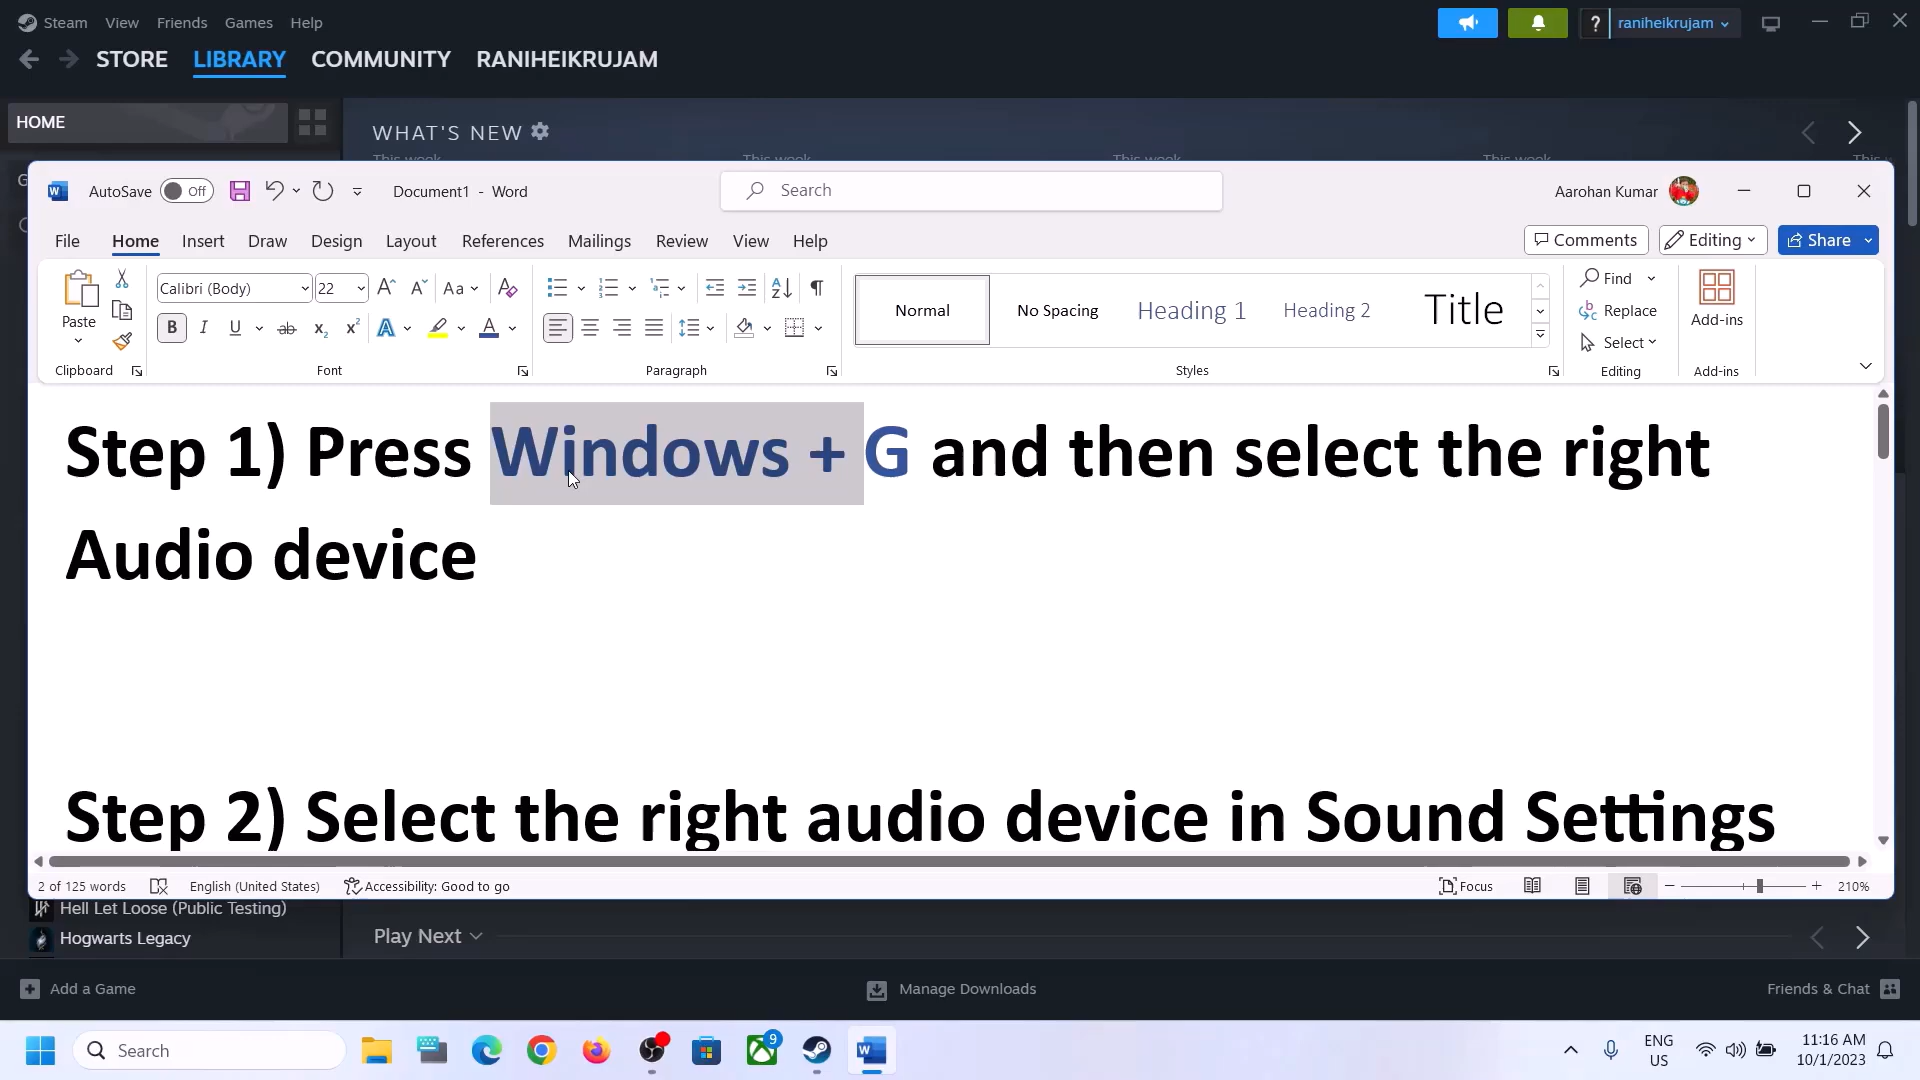 Steam View Friends Games Help
? raniheikrujam
STORE LIBRARY COMMUNITY RANIHEIKRUJAM
HOME
WHAT'S NEW
AutoSave Off
Document1 - Word
Search
Aarohan Kumar
File Home Insert Draw Design Layout References Mailings Review View Help
Comments Editing Share
Paste
Calibri (Body) 22
Normal No Spacing Heading 1 Heading 2 Title
Find
Replace
Select
Add-ins
Clipboard Font Paragraph Styles Editing Add-ins
Step 1) Press Windows + G and then select the right
Audio device
Step 2) Select the right audio device in Sound Settings
2 of 125 words English (United States) Accessibility: Good to go Focus 210%
Hell Let Loose (Public Testing)
Hogwarts Legacy
Play Next
Add a Game Manage Downloads Friends & Chat
Search
9
ENG
US
11:16 AM
10/1/2023